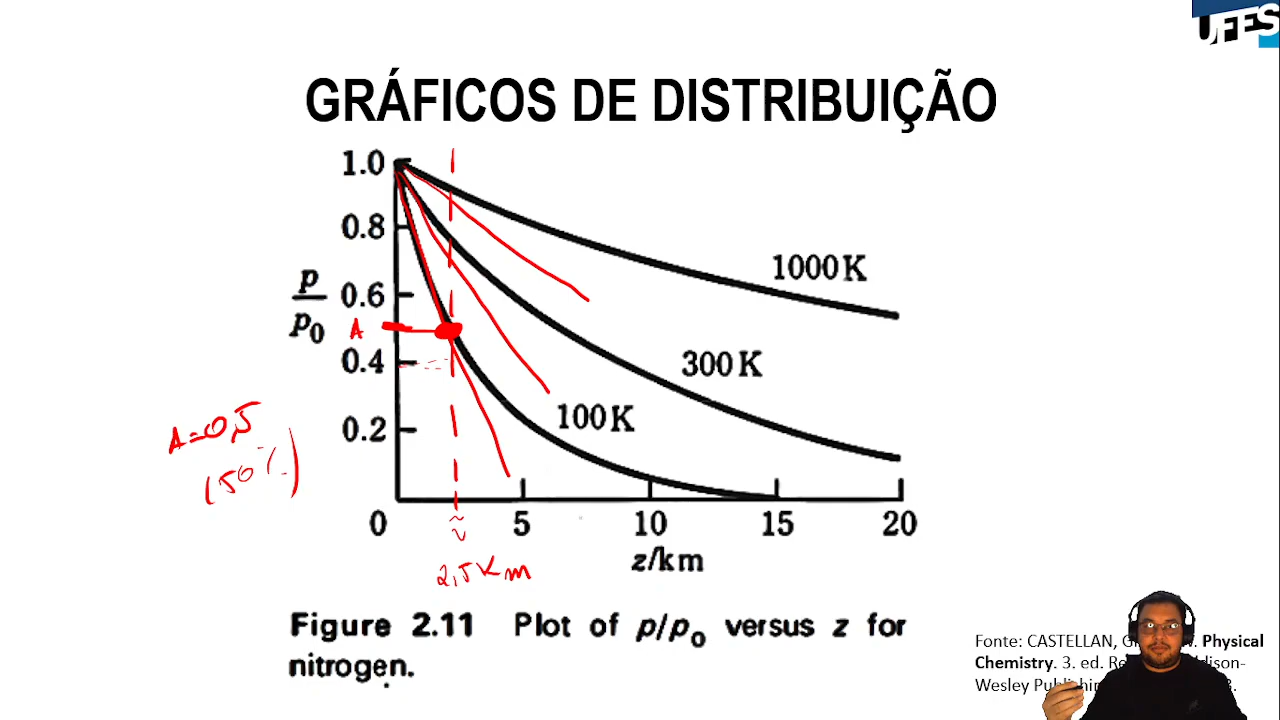 UFES
GRÁFICOS DE DISTRIBUIÇÃO
1.0
0.8
0.6
0.4
0.2
p/p0
A
A=0,5
(50%)
1000 K
300 K
100 K
0 5 10 15 20
z/km
≈
2,5 Km
Figure 2.11 Plot of p/p0 versus z for
nitrogen.
Fonte: CASTELLAN, . Physical
Chemistry. 3. ed.
Wesley